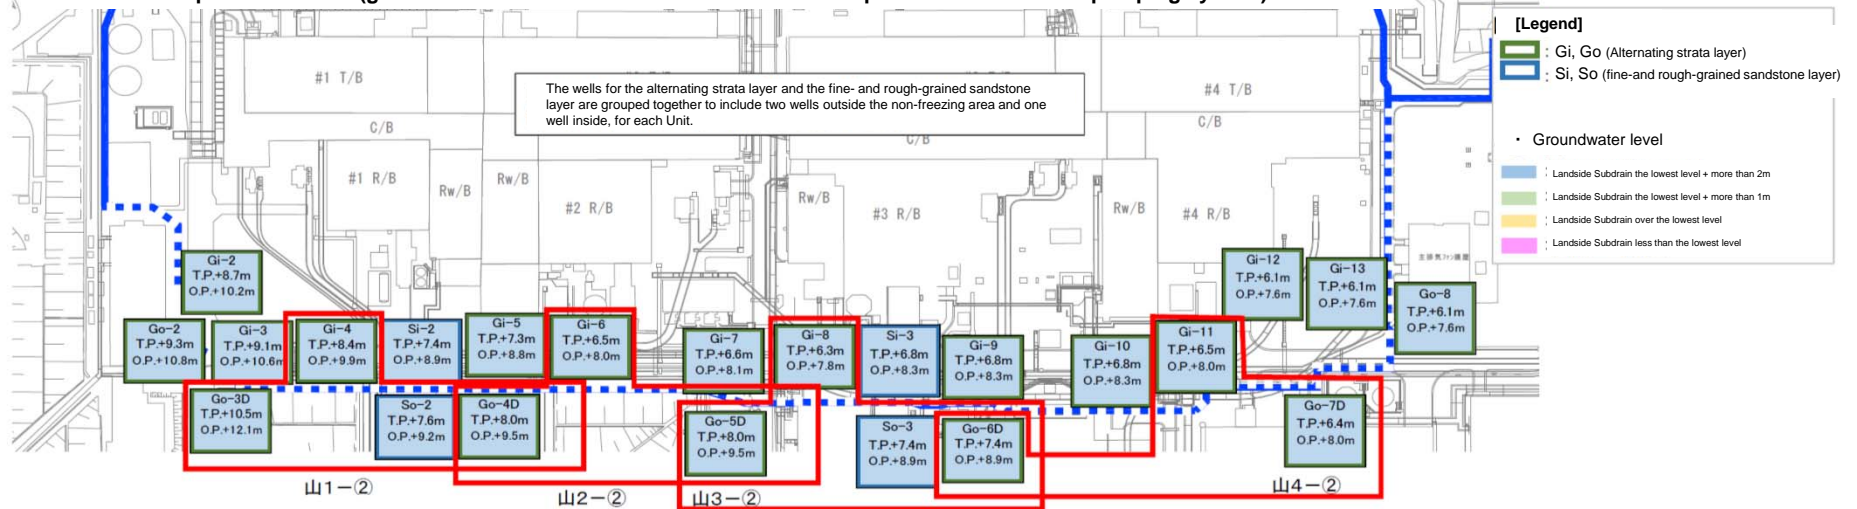 [Legend]
: Gi, Go (Alternating strata layer)
: Si, So (fine-and rough-grained sandstone layer)
・ Groundwater level
: Landside Subdrain the lowest level + more than 2m
: Landside Subdrain the lowest level + more than 1m
: Landside Subdrain over the lowest level
: Landside Subdrain less than the lowest level
#1 T/B
The wells for the alternating strata layer and the fine- and rough-grained sandstone
layer are grouped together to include two wells outside the non-freezing area and one
well inside, for each Unit.
#4 T/B
C/B
C/B
C/B
#1 R/B
Rw/B
Rw/B
#2 R/B
Rw/B
#3 R/B
Rw/B
#4 R/B
Gi-2
T.P.+8.7m
O.P.+10.2m
Gi-12
T.P.+6.1m
O.P.+7.6m
Gi-13
T.P.+6.1m
O.P.+7.6m
Go-8
T.P.+6.1m
O.P.+7.6m
Go-2
T.P.+9.3m
O.P.+10.8m
Gi-3
T.P.+9.1m
O.P.+10.6m
Gi-4
T.P.+8.4m
O.P.+9.9m
Si-2
T.P.+7.4m
O.P.+8.9m
Gi-5
T.P.+7.3m
O.P.+8.8m
Gi-6
T.P.+6.5m
O.P.+8.0m
Gi-7
T.P.+6.6m
O.P.+8.1m
Gi-8
T.P.+6.3m
O.P.+7.8m
Si-3
T.P.+6.8m
O.P.+8.3m
Gi-9
T.P.+6.8m
O.P.+8.3m
Gi-10
T.P.+6.8m
O.P.+8.3m
Gi-11
T.P.+6.5m
O.P.+8.0m
Go-3D
T.P.+10.5m
O.P.+12.1m
So-2
T.P.+7.6m
O.P.+9.2m
Go-4D
T.P.+8.0m
O.P.+9.5m
Go-5D
T.P.+8.0m
O.P.+9.5m
So-3
T.P.+7.4m
O.P.+8.9m
Go-6D
T.P.+7.4m
O.P.+8.9m
Go-7D
T.P.+6.4m
O.P.+8.0m
山1-②
山2-②
山3-②
山4-②